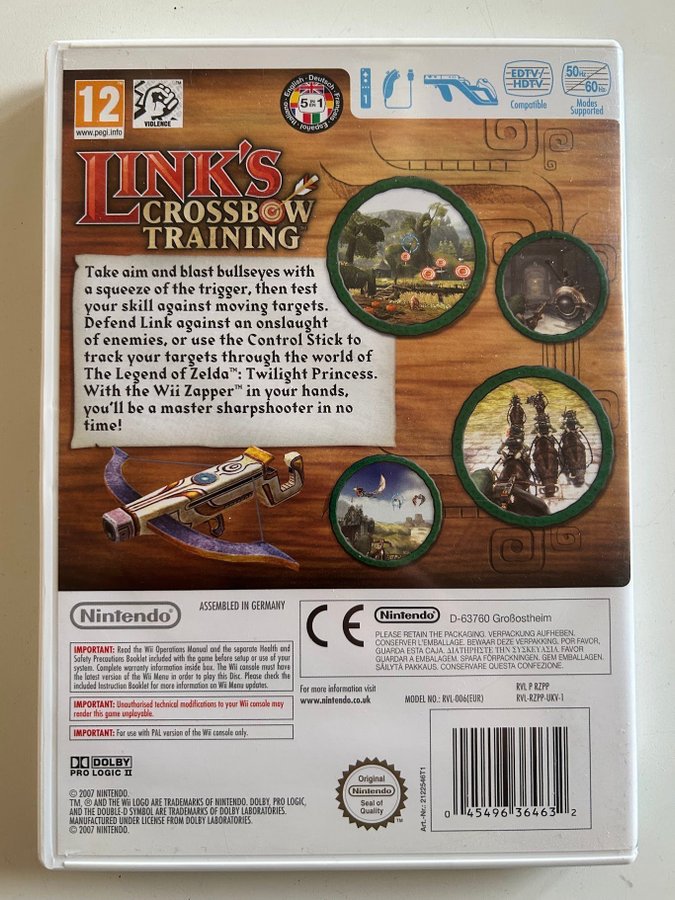 12
www.pegi.info
VIOLENCE
English - Deutsch - Français - Español - Italiano
5 in 1
1
EDTV/
HDTV
Compatible
50Hz
60Hz
Modes
Supported
LINK'S
CROSSBOW
TRAINING™
Take aim and blast bullseyes with
a squeeze of the trigger, then test
your skill against moving targets.
Defend Link against an onslaught
of enemies, or use the Control Stick to
track your targets through the world of
The Legend of Zelda™: Twilight Princess.
With the Wii Zapper™ in your hands,
you'll be a master sharpshooter in no
time!
Nintendo®
ASSEMBLED IN GERMANY
IMPORTANT: Read the Wii Operations Manual and the separate Health and
Safety Precautions Booklet included with the game before setup or use of your
system. Complete warranty information inside box. The Wii console must have
the latest version of the Wii Menu in order to play this Disc. Please check the
included Instruction Booklet for more information on Wii Menu updates.
IMPORTANT: Unauthorised technical modifications to your Wii console may
render this game unplayable.
IMPORTANT: For use with PAL version of the Wii console only.
DOLBY
PRO LOGIC II
© 2007 NINTENDO.
TM, ® AND THE Wii LOGO ARE TRADEMARKS OF NINTENDO. DOLBY, PRO LOGIC,
AND THE DOUBLE-D SYMBOL ARE TRADEMARKS OF DOLBY LABORATORIES.
MANUFACTURED UNDER LICENSE FROM DOLBY LABORATORIES.
© 2007 NINTENDO.
CE
Nintendo®
D-63760 Großostheim
PLEASE RETAIN THE PACKAGING. VERPACKUNG AUFHEBEN.
CONSERVER L'EMBALLAGE. BEWAAR DEZE VERPAKKING. POR FAVOR,
GUARDA ESTA CAJA. ΔΙΑΤΗΡΗΣΤΕ ΤΗΝ ΣΥΣΚΕΥΑΣΙΑ. FAVOR
GUARDAR A EMBALAGEM. SPARA FÖRPACKNINGEN. GEM EMBALLAGEN.
SÄILYTÄ PAKKAUS. CONSERVARE QUESTA CONFEZIONE.
For more information visit
www.nintendo.co.uk
MODEL NO.: RVL-006(EUR)
RVL P RZPP
RVL-RZPP-UKV-1
Original
Nintendo
Seal of
Quality
™
Art.-Nr.: 2122546T1
0 45496 36463 2